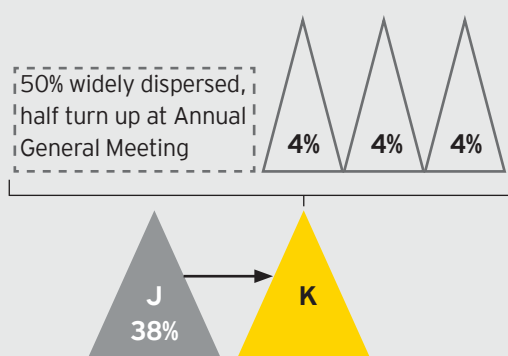 50% widely dispersed,
half turn up at Annual
General Meeting
4% 4% 4%
J K
38%